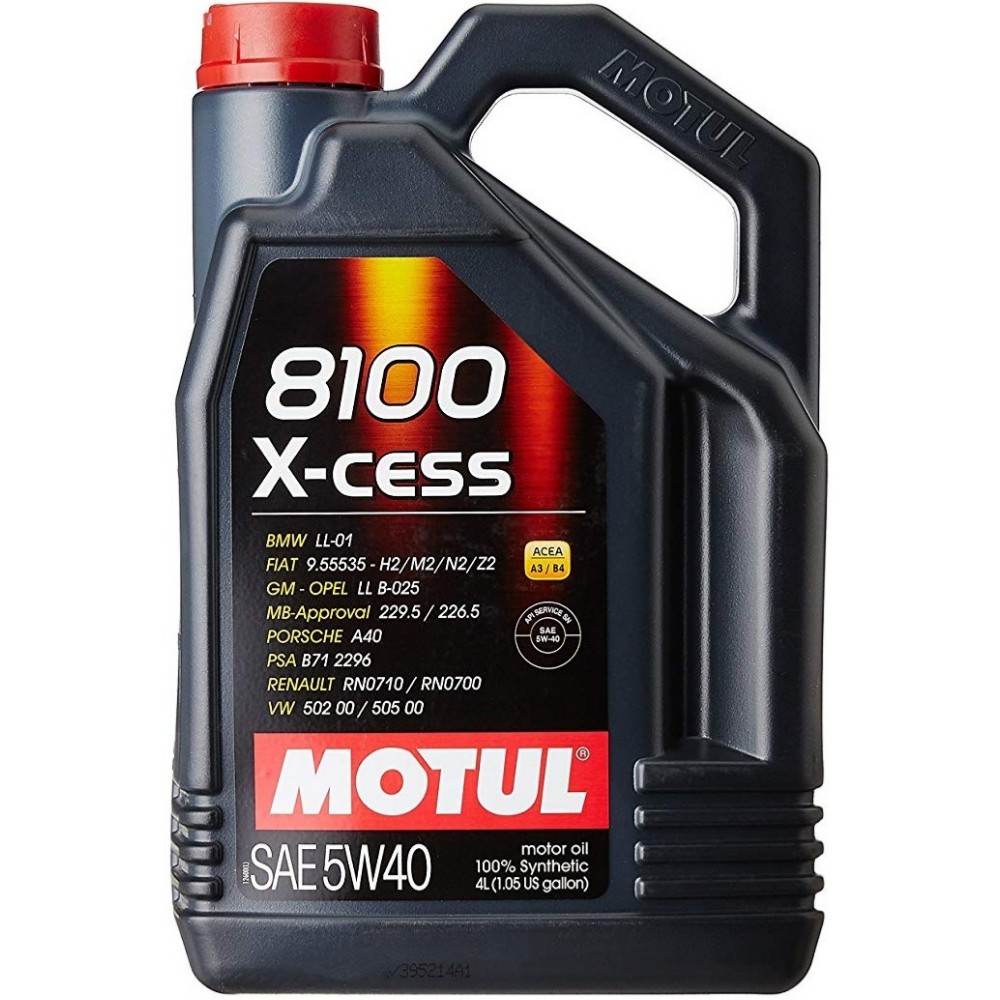 MOTUL
8100
X-cess
BMW LL-01
FIAT 9.55535 - H2/M2/N2/Z2
GM - OPEL LL B-025
MB-Approval 229.5 / 226.5
PORSCHE A40
PSA B71 2296
RENAULT RN0710 / RN0700
VW 502 00 / 505 00
ACEA
A3 / B4
API SERVICE SN
SAE
5W-40
MOTUL®
SAE 5W40
motor oil
100% Synthetic
4L (1.05 US gallon)